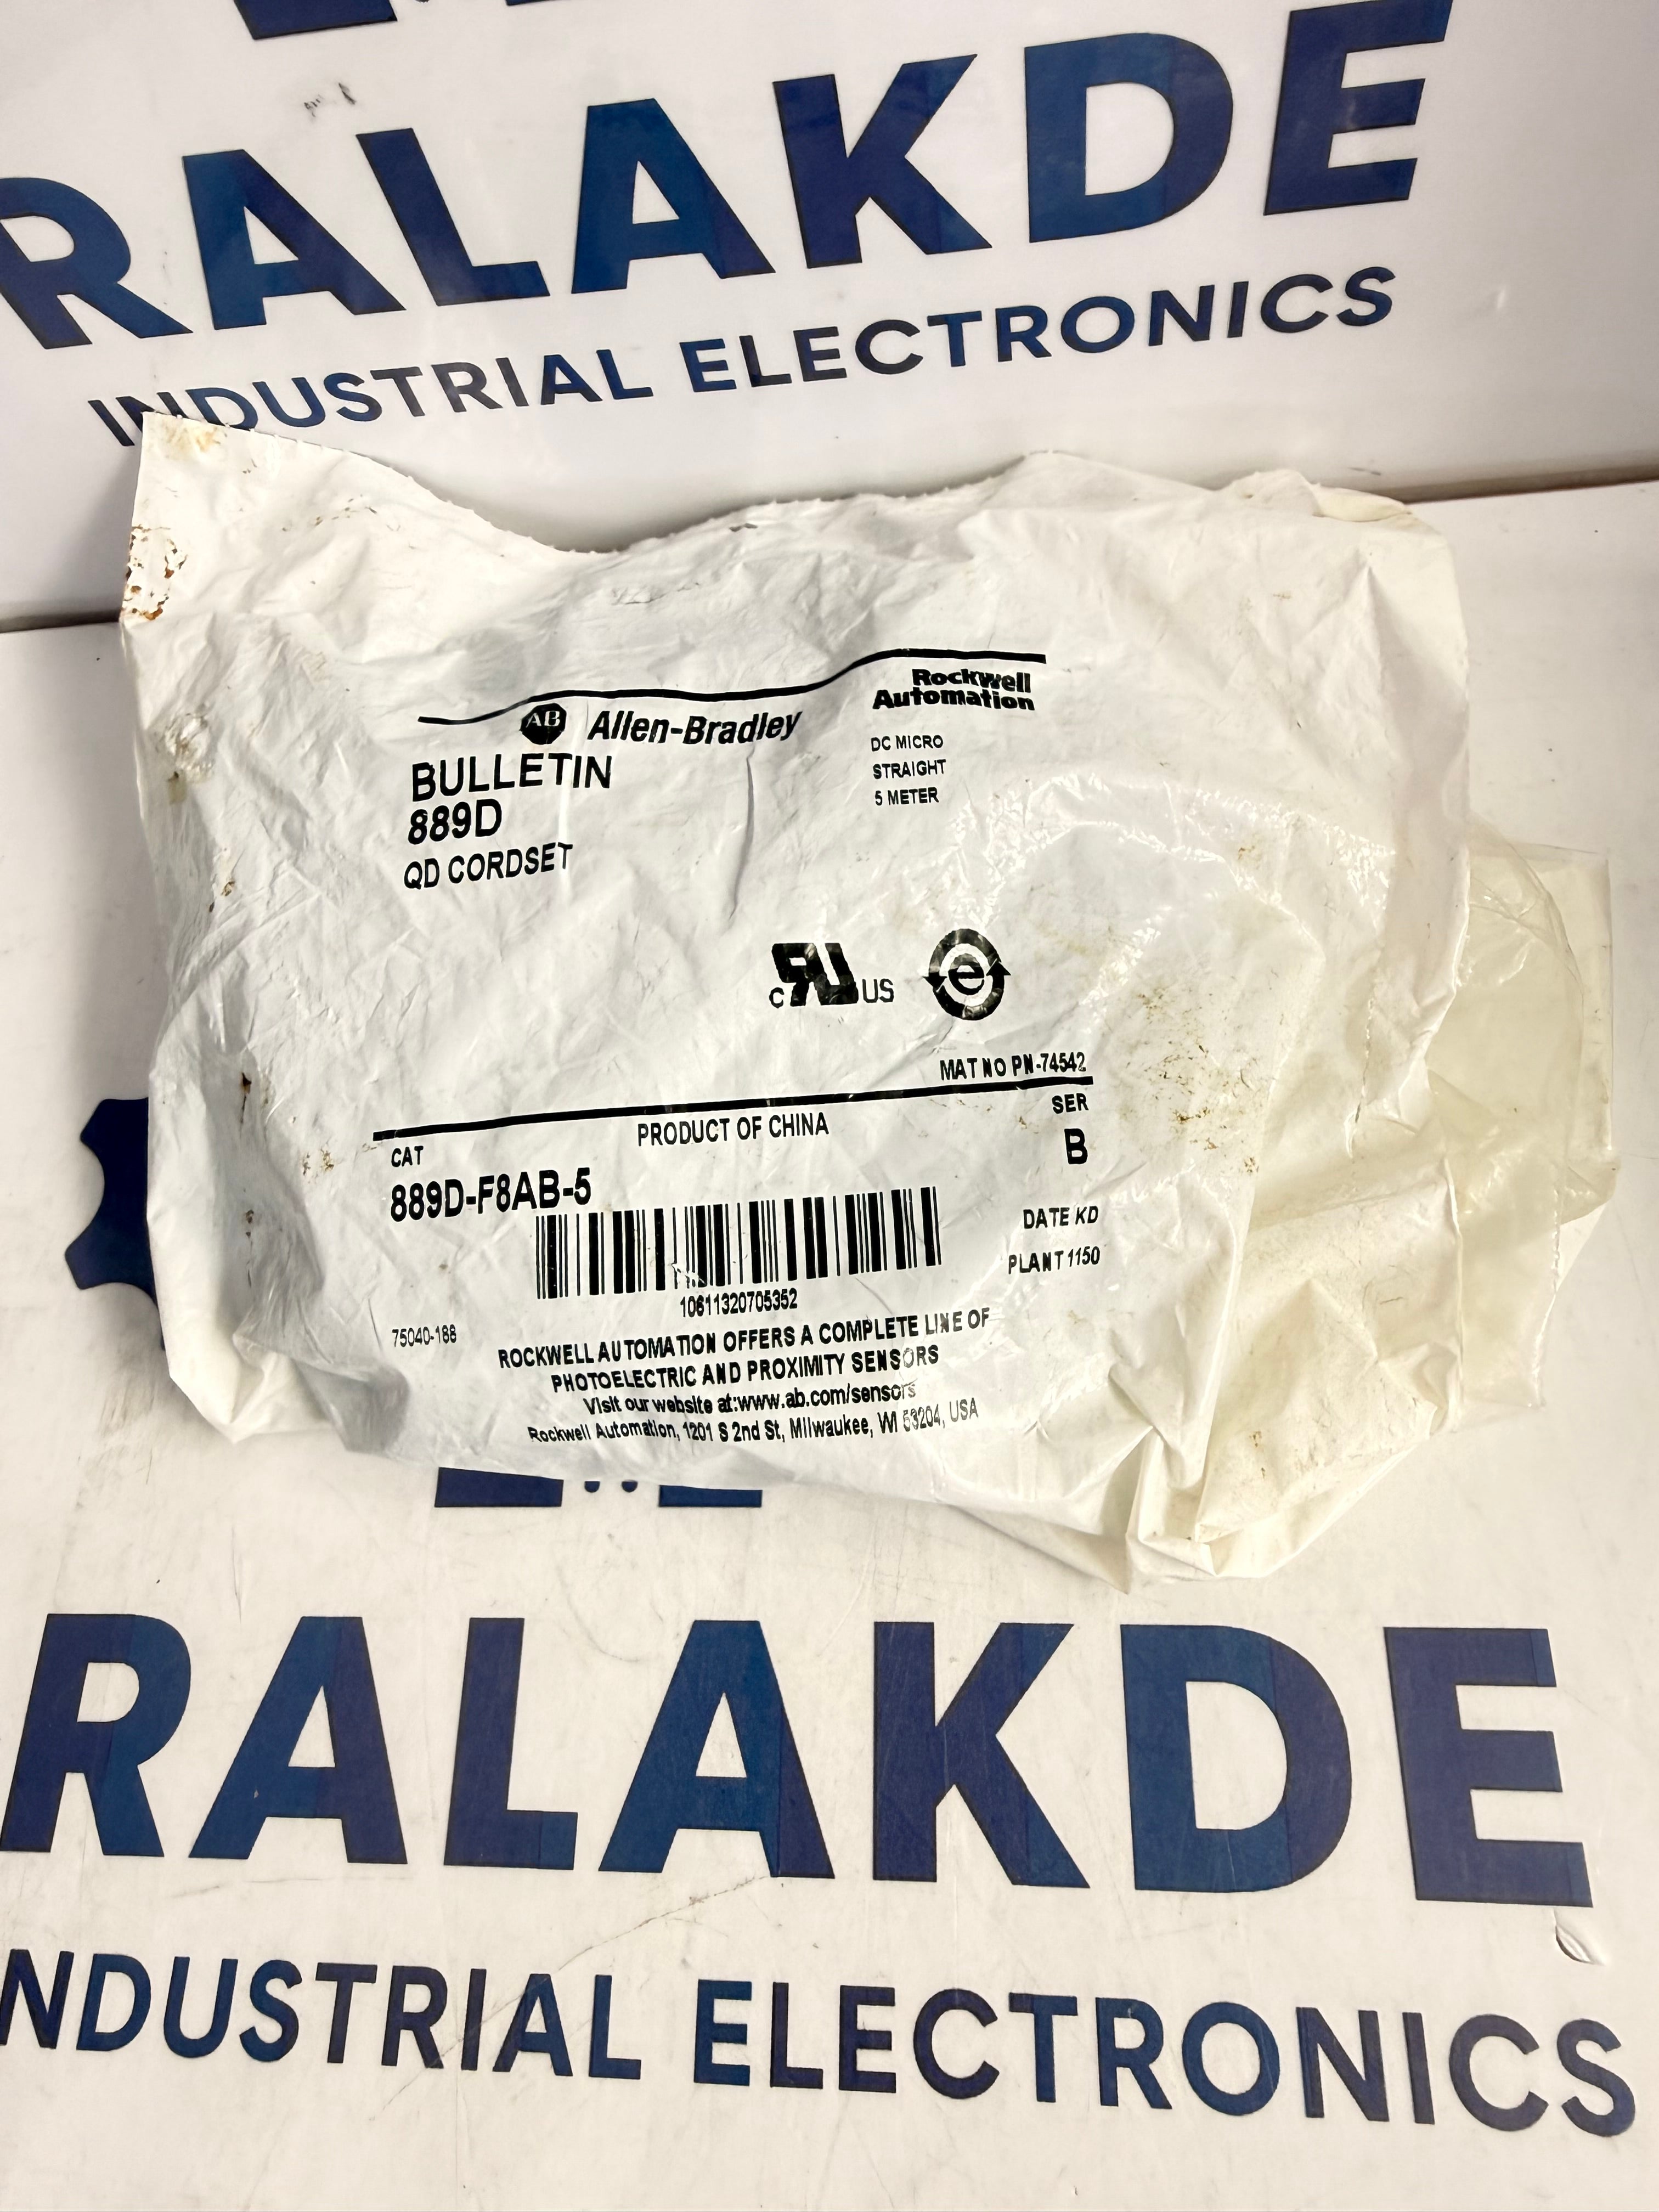 RALAKDE
INDUSTRIAL ELECTRONICS
Rockwell
Automation
AB Allen-Bradley
BULLETIN
889D
QD CORDSET
DC MICRO
STRAIGHT
5 METER
c RU US
e
MAT NO PN-74542
PRODUCT OF CHINA
SER
B
CAT
889D-F8AB-5
DATE KD
PLANT 1150
10611320705352
75040-188
ROCKWELL AUTOMATION OFFERS A COMPLETE LINE OF
PHOTOELECTRIC AND PROXIMITY SENSORS
Visit our website at:www.ab.com/sensors
Rockwell Automation, 1201 S 2nd St, Milwaukee, WI 53204, USA
RALAKDE
NDUSTRIAL ELECTRONICS